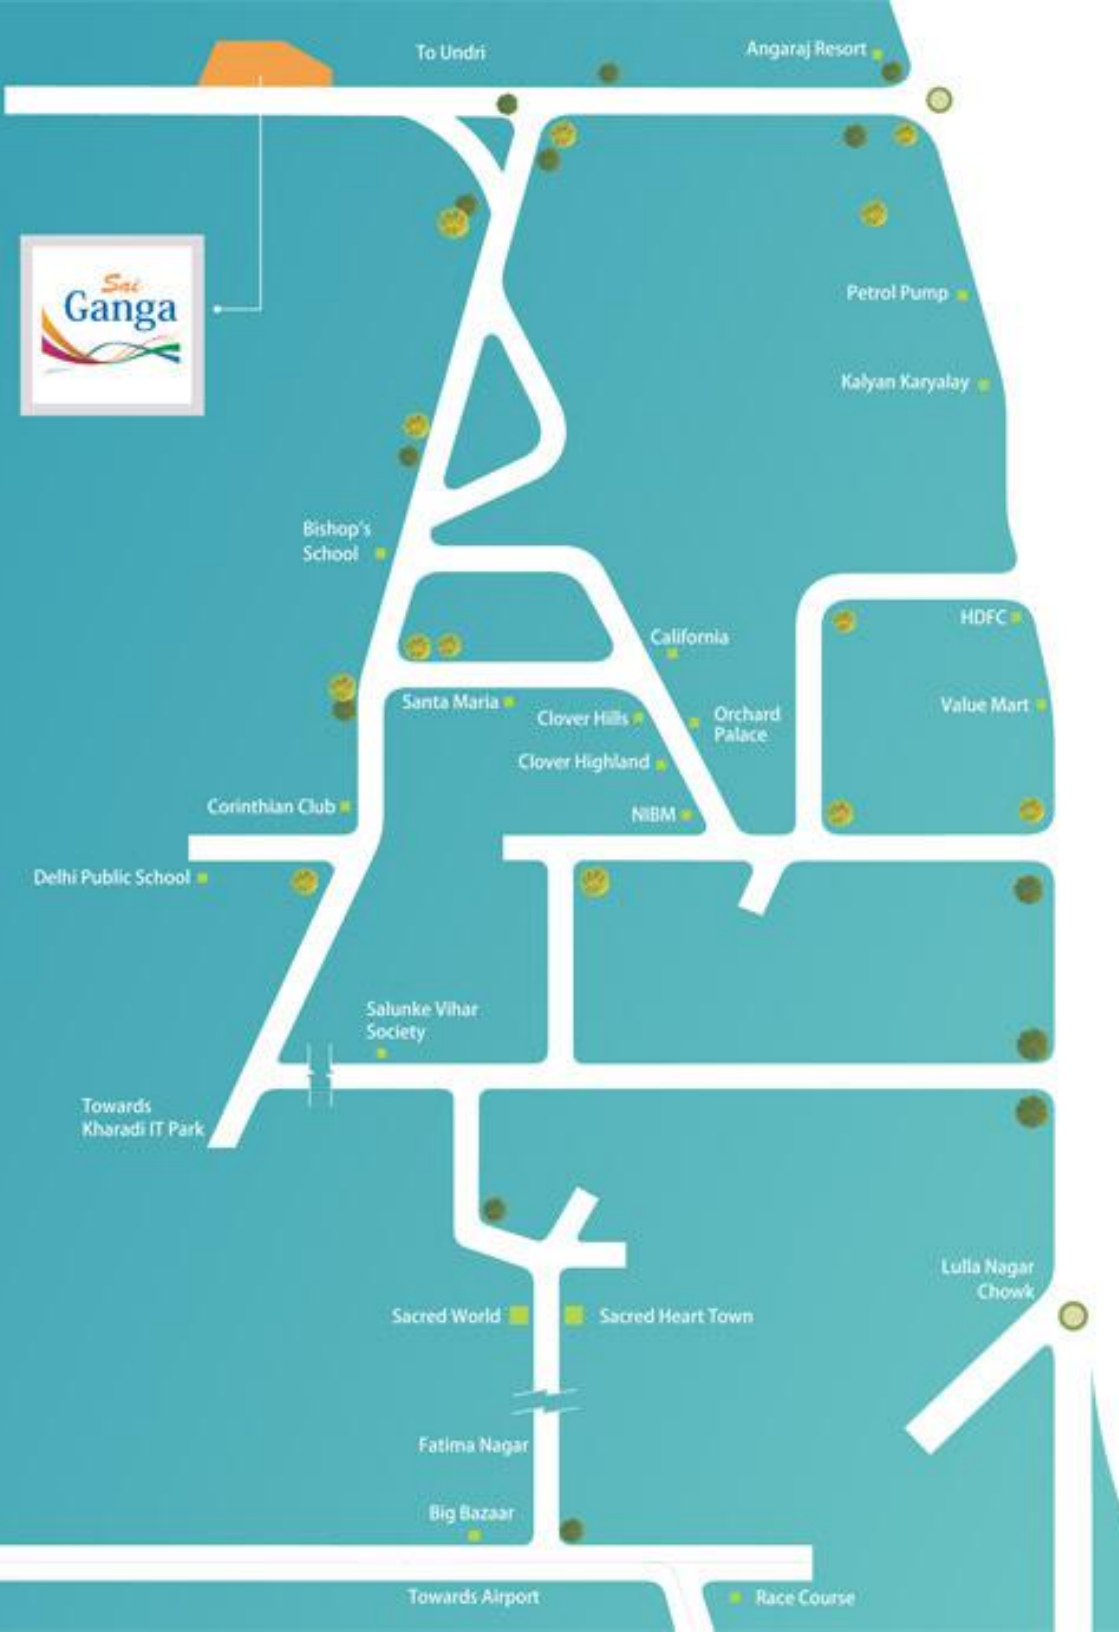 To Undri
Angaraj Resort
Sai
Ganga
Petrol Pump
Kalyan Karyalay
Bishop's
School
HDFC
California
Santa Maria
Value Mart
Clover Hills
Orchard
Palace
Clover Highland
Corinthian Club
NIBM
Delhi Public School
Salunke Vihar
Society
Towards
Kharadi IT Park
Lulla Nagar
Chowk
Sacred World
Sacred Heart Town
Fatima Nagar
Big Bazaar
Towards Airport
Race Course